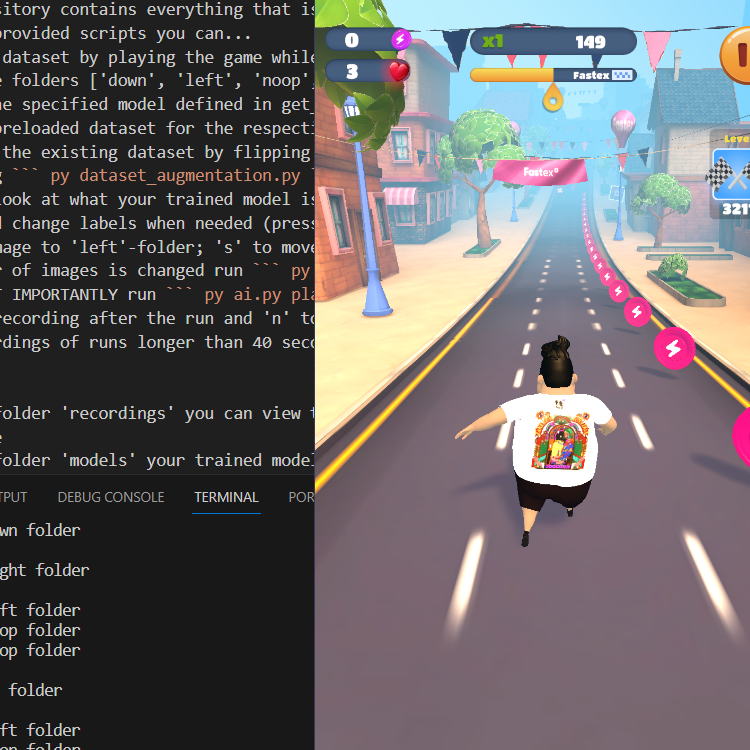 sitory contains everything that is
provided scripts you can...
dataset by playing the game while
e folders ['down', 'left', 'noop',
he specified model defined in get_
preloaded dataset for the respecti
the existing dataset by flipping
g ``` py dataset_augmentation.py
look at what your trained model is
d change labels when needed (press
mage to 'left'-folder; 's' to move
r of images is changed run ``` py
T IMPORTANTLY run ``` py ai.py pla
recording after the run and 'n' to
rdings of runs longer than 40 seco
folder 'recordings' you can view t
e
folder 'models' your trained model
TPUT DEBUG CONSOLE TERMINAL POR
wn folder
ght folder
ft folder
op folder
op folder
folder
ft folder
op folder
0
3
x1 149
Fastex
Fastex
Leve
321